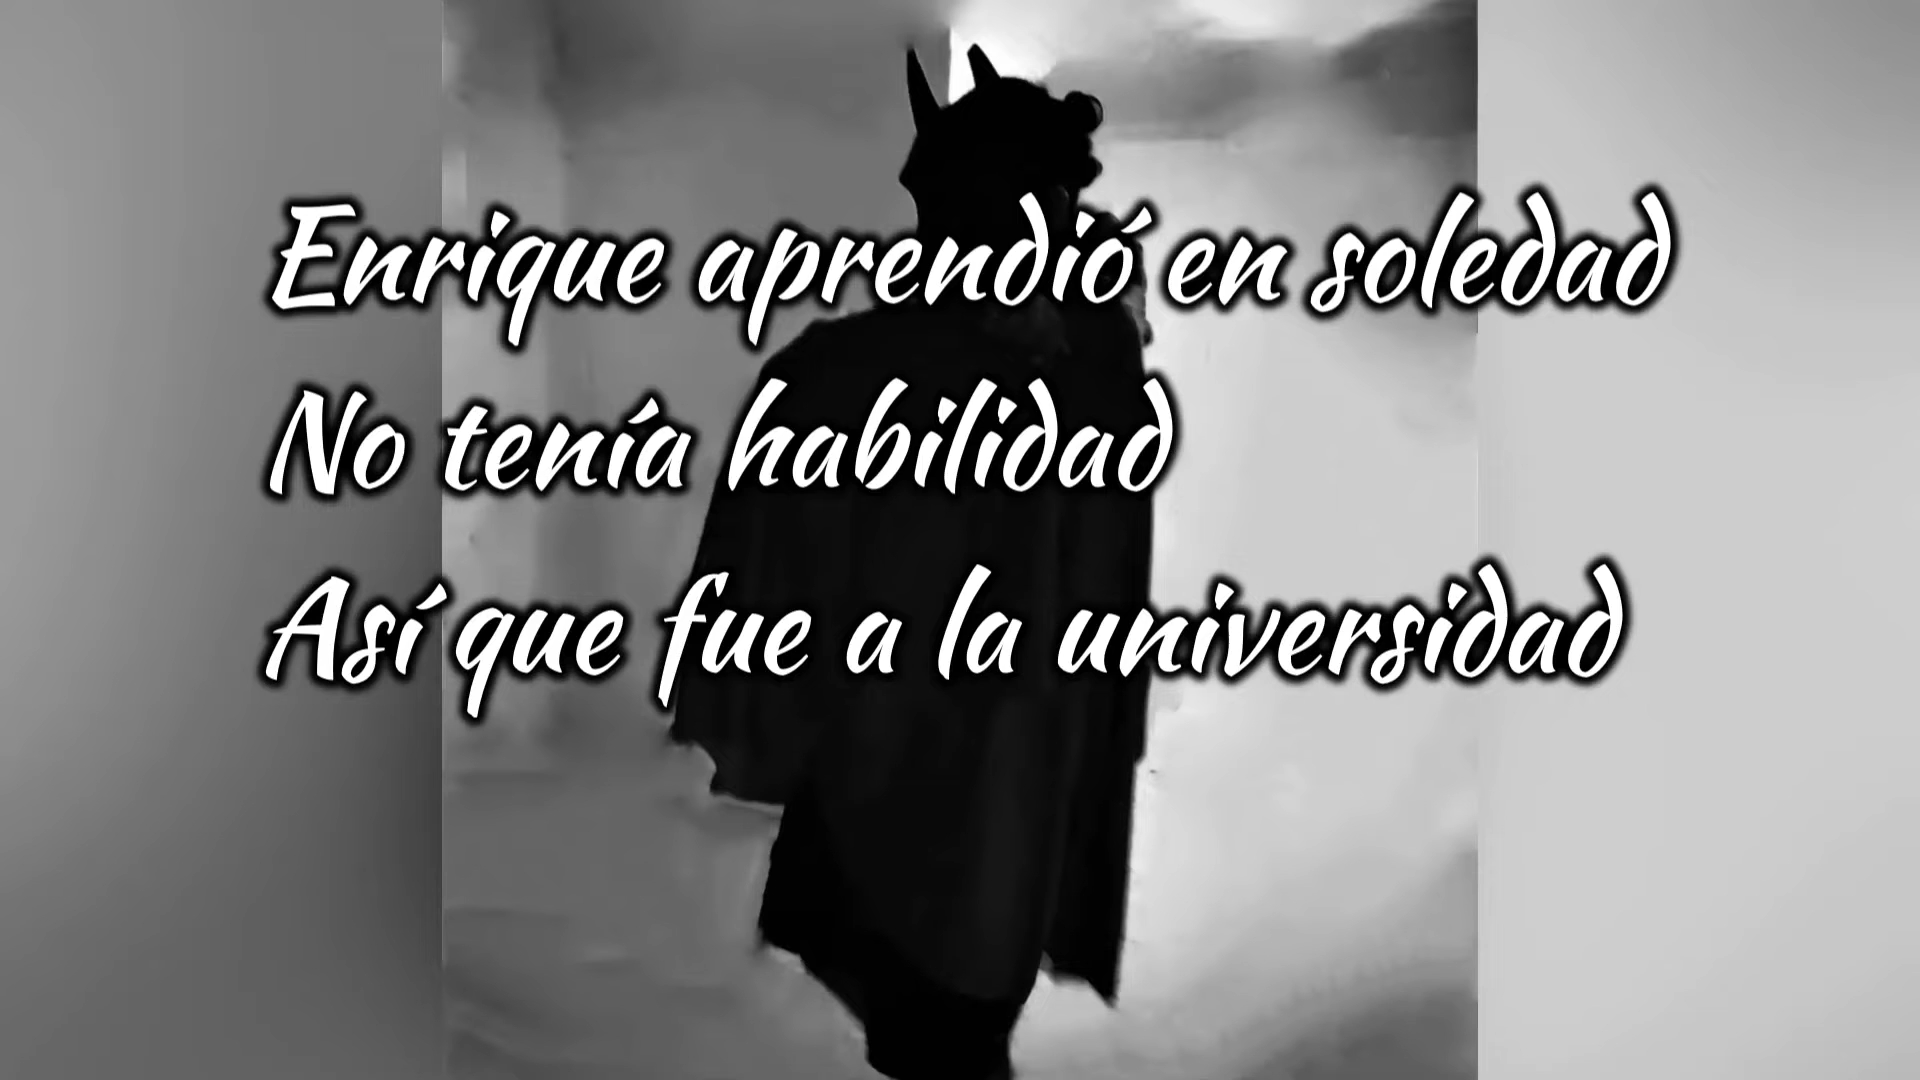 Enrique aprendió en soledad
No tenía habilidad
Así que fue a la universidad